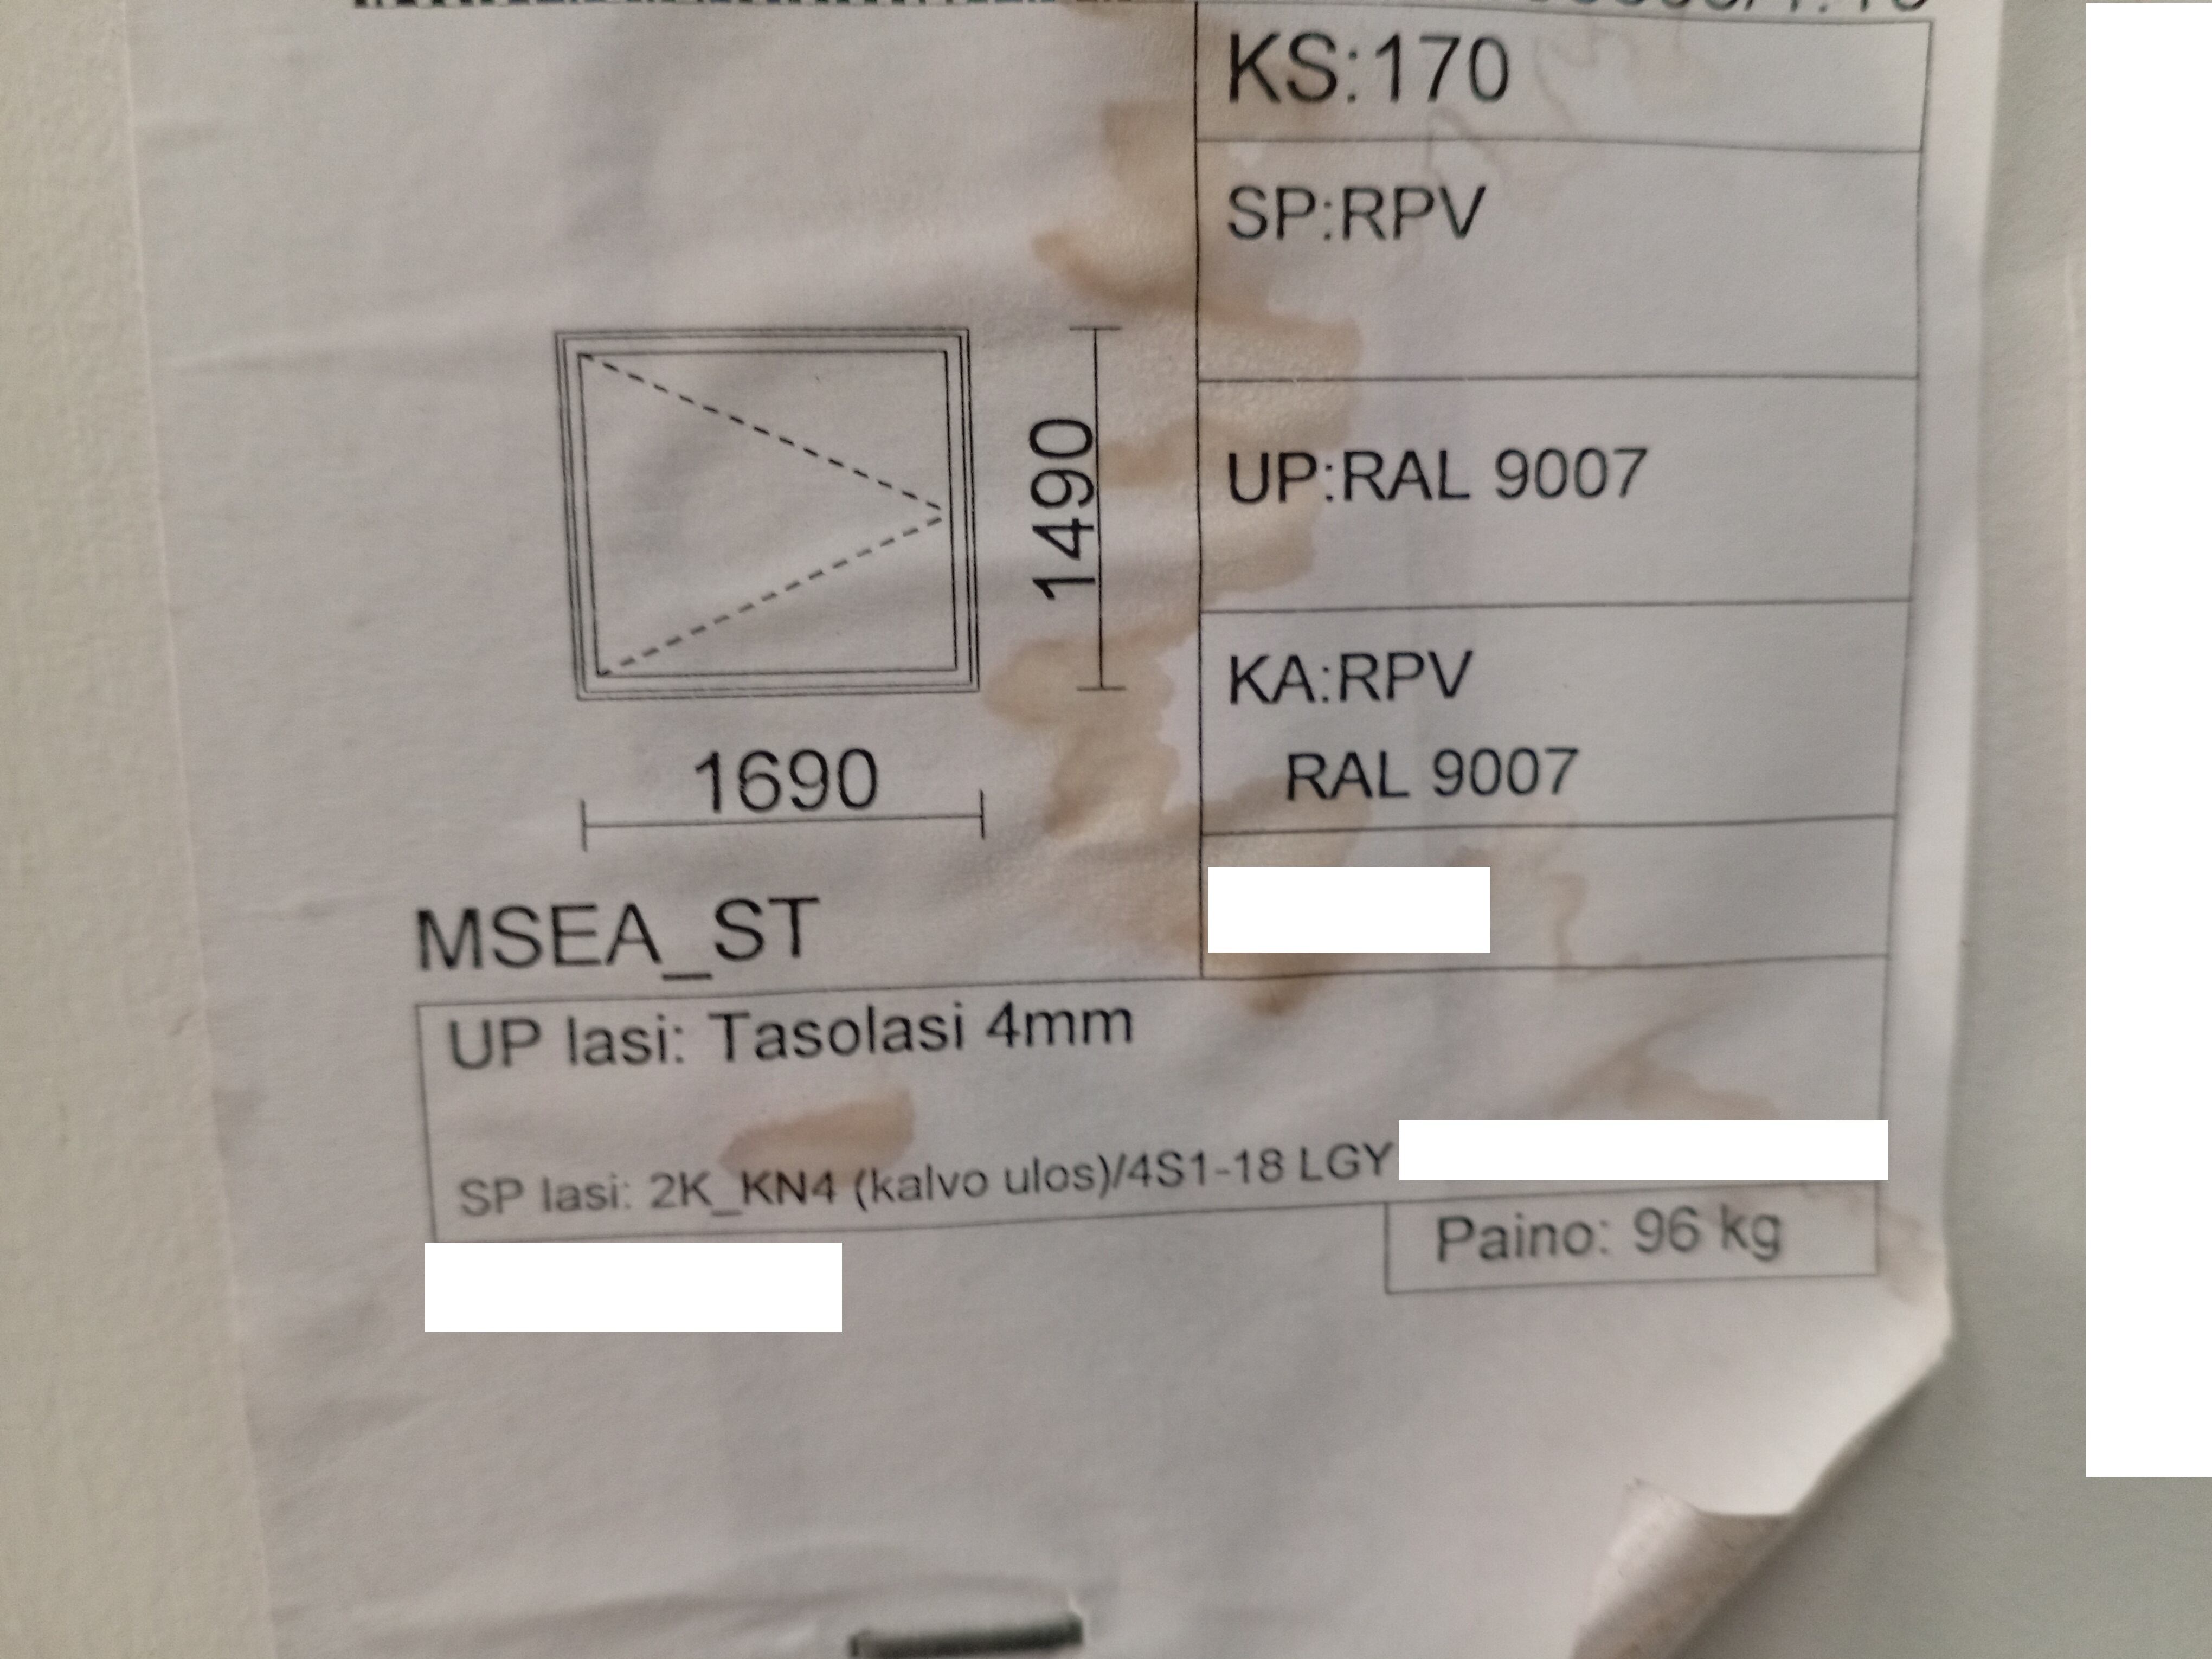 KS:170
SP:RPV
UP:RAL 9007
KA:RPV
RAL 9007
1490
1690
MSEA_ST
UP lasi: Tasolasi 4mm
SP lasi: 2K_KN4 (kalvo ulos)/4S1-18 LGY
Paino: 96 kg